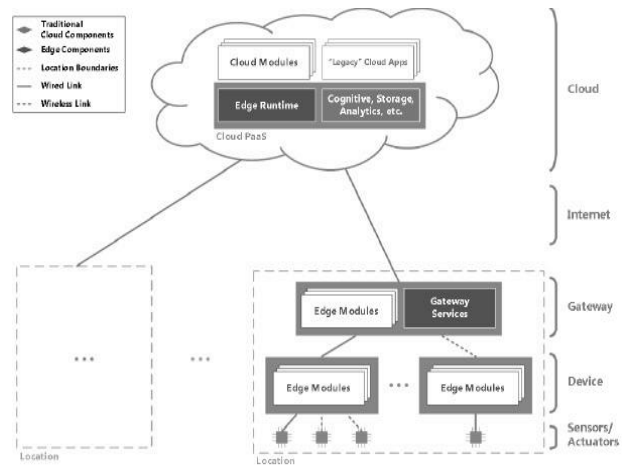 Traditional
Cloud Components
Edge Components
Location Boundaries
Wired Link
Wireless Link
Cloud Modules
"Legacy" Cloud Apps
Edge Runtime
Cognitive, Storage,
Analytics, etc.
Cloud PaaS
Cloud
Internet
Edge Modules
Gateway
Services
Gateway
...
...
Edge Modules
...
Edge Modules
Device
Sensors/
Actuators
Location
Location